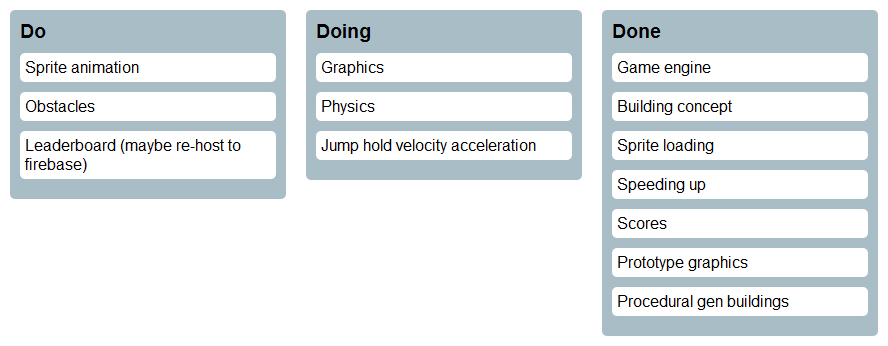 Do
Sprite animation
Obstacles
Leaderboard (maybe re-host to
firebase)
Doing
Graphics
Physics
Jump hold velocity acceleration
Done
Game engine
Building concept
Sprite loading
Speeding up
Scores
Prototype graphics
Procedural gen buildings